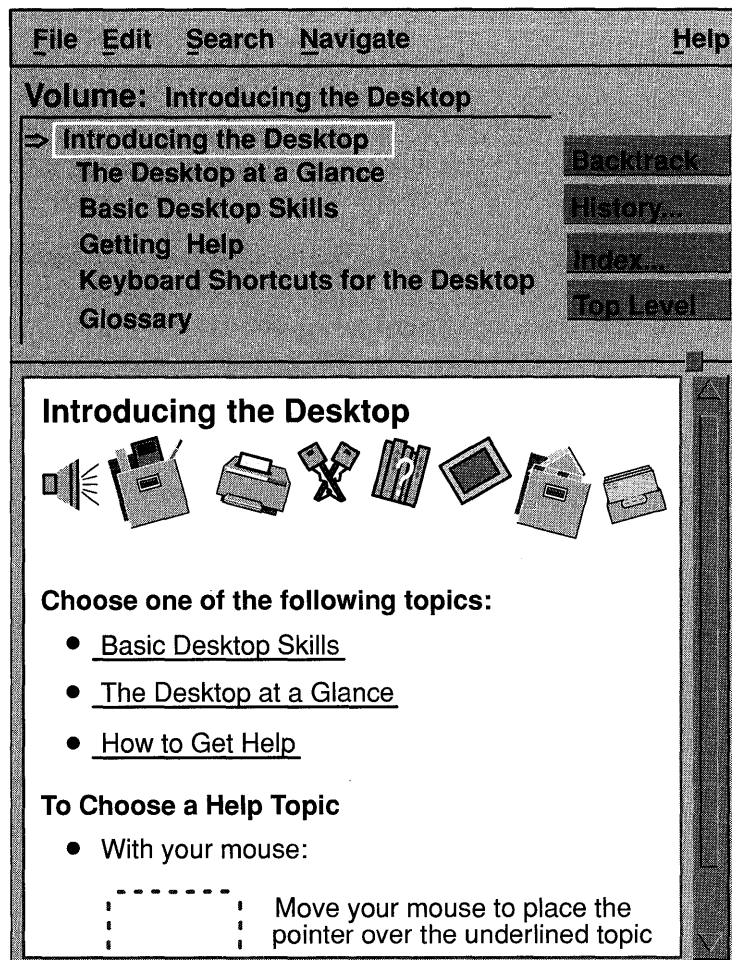 File Edit Search Navigate Help
Volume: Introducing the Desktop
⇒ Introducing the Desktop
The Desktop at a Glance
Basic Desktop Skills
Getting Help
Keyboard Shortcuts for the Desktop
Glossary
Backtrack
History...
Index...
Top Level
Introducing the Desktop
?
Choose one of the following topics:
• Basic Desktop Skills
• The Desktop at a Glance
• How to Get Help
To Choose a Help Topic
• With your mouse:
Move your mouse to place the
pointer over the underlined topic